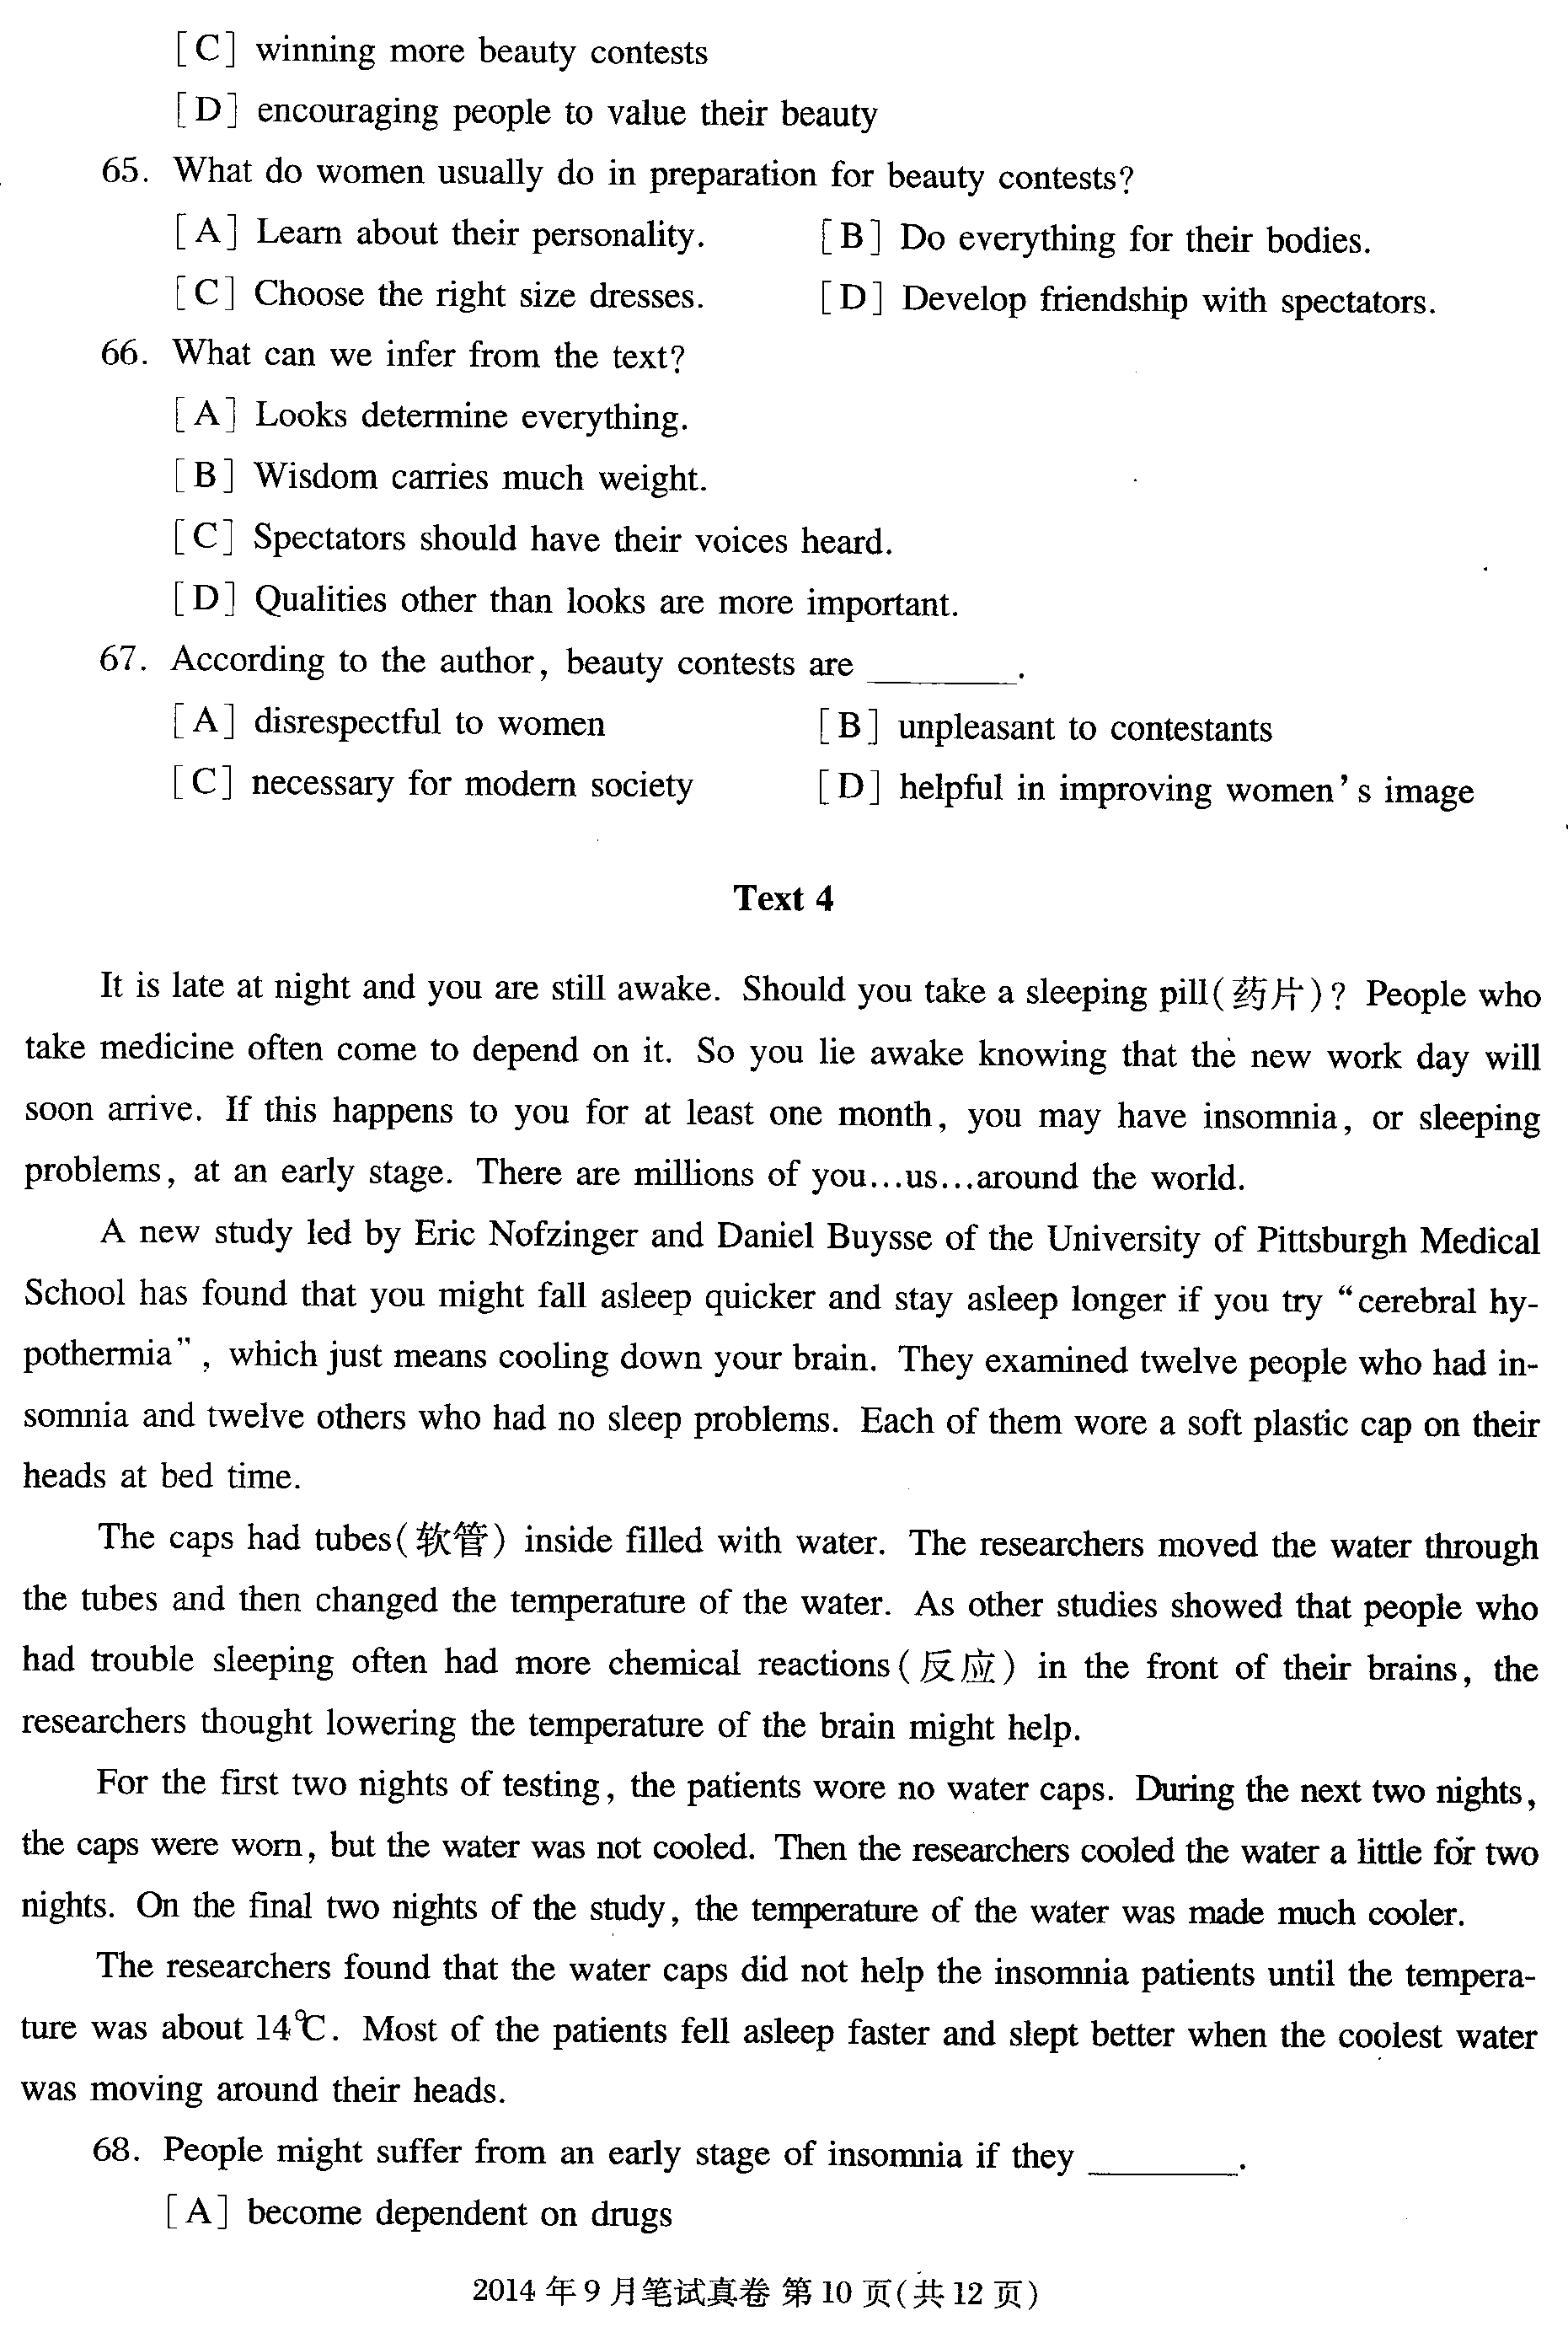 [C] winning more beauty contests
[D] encouraging people to value their beauty
65. What do women usually do in preparation for beauty contests?
[A] Learn about their personality. [B] Do everything for their bodies.
[C] Choose the right size dresses. [D] Develop friendship with spectators.
66. What can we infer from the text?
[A] Looks determine everything.
[B] Wisdom carries much weight.
[C] Spectators should have their voices heard.
[D] Qualities other than looks are more important.
67. According to the author, beauty contests are ________.
[A] disrespectful to women [B] unpleasant to contestants
[C] necessary for modern society [D] helpful in improving women's image
Text 4
It is late at night and you are still awake. Should you take a sleeping pill(药片)? People who
take medicine often come to depend on it. So you lie awake knowing that the new work day will
soon arrive. If this happens to you for at least one month, you may have insomnia, or sleeping
problems, at an early stage. There are millions of you...us...around the world.
A new study led by Eric Nofzinger and Daniel Buysse of the University of Pittsburgh Medical
School has found that you might fall asleep quicker and stay asleep longer if you try "cerebral hy-
pothermia", which just means cooling down your brain. They examined twelve people who had in-
somnia and twelve others who had no sleep problems. Each of them wore a soft plastic cap on their
heads at bed time.
The caps had tubes(软管) inside filled with water. The researchers moved the water through
the tubes and then changed the temperature of the water. As other studies showed that people who
had trouble sleeping often had more chemical reactions(反应) in the front of their brains, the
researchers thought lowering the temperature of the brain might help.
For the first two nights of testing, the patients wore no water caps. During the next two nights,
the caps were worn, but the water was not cooled. Then the researchers cooled the water a little for two
nights. On the final two nights of the study, the temperature of the water was made much cooler.
The researchers found that the water caps did not help the insomnia patients until the tempera-
ture was about 14℃. Most of the patients fell asleep faster and slept better when the coolest water
was moving around their heads.
68. People might suffer from an early stage of insomnia if they ________.
[A] become dependent on drugs
2014年9月笔试真卷 第10页(共12页)